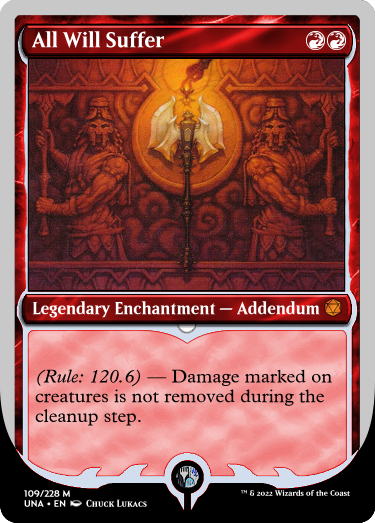 All Will Suffer
Legendary Enchantment — Addendum
(Rule: 120.6) — Damage marked on
creatures is not removed during the
cleanup step.
109/228 M
UNA • EN Chuck Lukacs
™ & © 2022 Wizards of the Coast